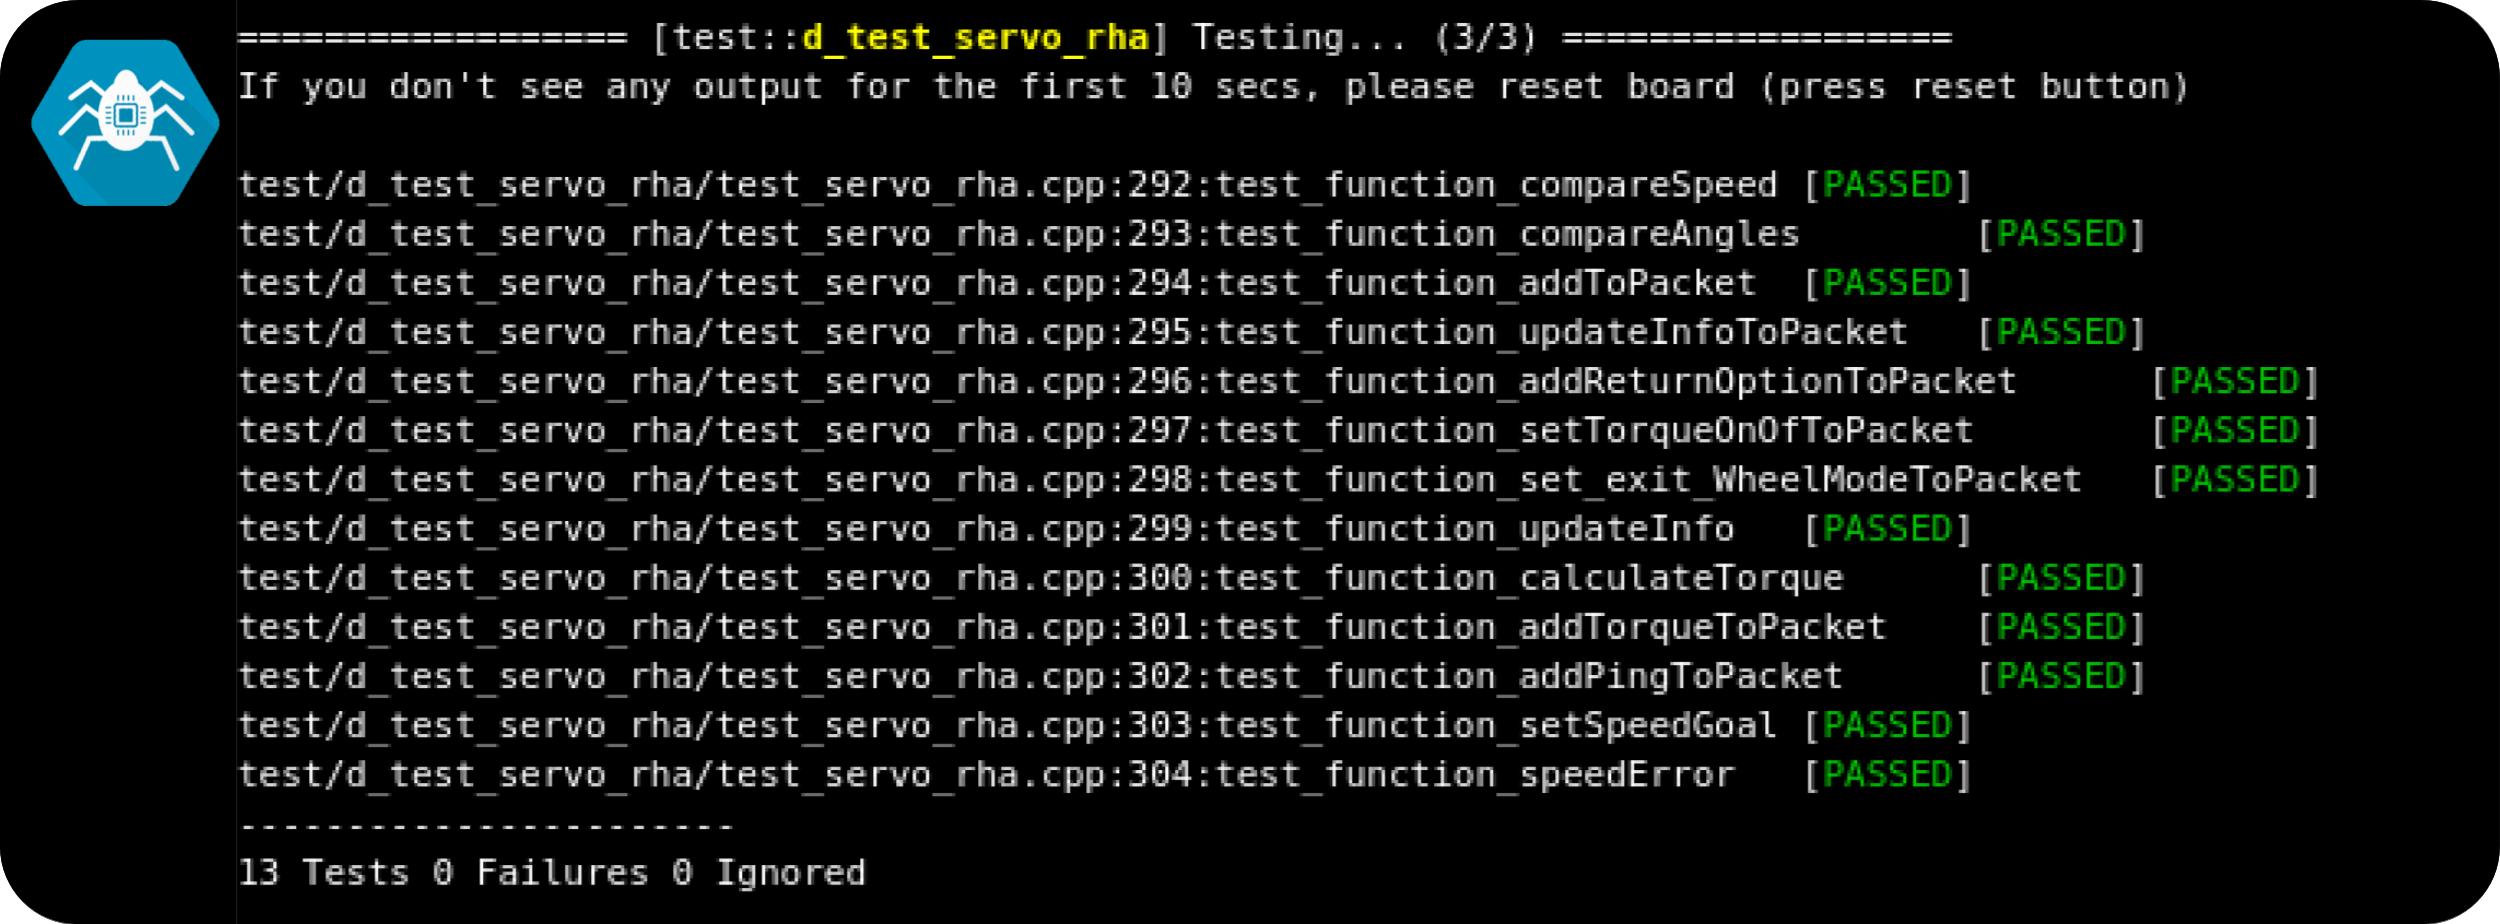 ================== [test::d_test_servo_rha] Testing... (3/3) ==================
If you don't see any output for the first 10 secs, please reset board (press reset button)
test/d_test_servo_rha/test_servo_rha.cpp:292:test_function_compareSpeed [PASSED]
test/d_test_servo_rha/test_servo_rha.cpp:293:test_function_compareAngles [PASSED]
test/d_test_servo_rha/test_servo_rha.cpp:294:test_function_addToPacket [PASSED]
test/d_test_servo_rha/test_servo_rha.cpp:295:test_function_updateInfoToPacket [PASSED]
test/d_test_servo_rha/test_servo_rha.cpp:296:test_function_addReturnOptionToPacket [PASSED]
test/d_test_servo_rha/test_servo_rha.cpp:297:test_function_setTorqueOnOfToPacket [PASSED]
test/d_test_servo_rha/test_servo_rha.cpp:298:test_function_set_exit_WheelModeToPacket [PASSED]
test/d_test_servo_rha/test_servo_rha.cpp:299:test_function_updateInfo [PASSED]
test/d_test_servo_rha/test_servo_rha.cpp:300:test_function_calculateTorque [PASSED]
test/d_test_servo_rha/test_servo_rha.cpp:301:test_function_addTorqueToPacket [PASSED]
test/d_test_servo_rha/test_servo_rha.cpp:302:test_function_addPingToPacket [PASSED]
test/d_test_servo_rha/test_servo_rha.cpp:303:test_function_setSpeedGoal [PASSED]
test/d_test_servo_rha/test_servo_rha.cpp:304:test_function_speedError [PASSED]
-----------------------
13 Tests 0 Failures 0 Ignored